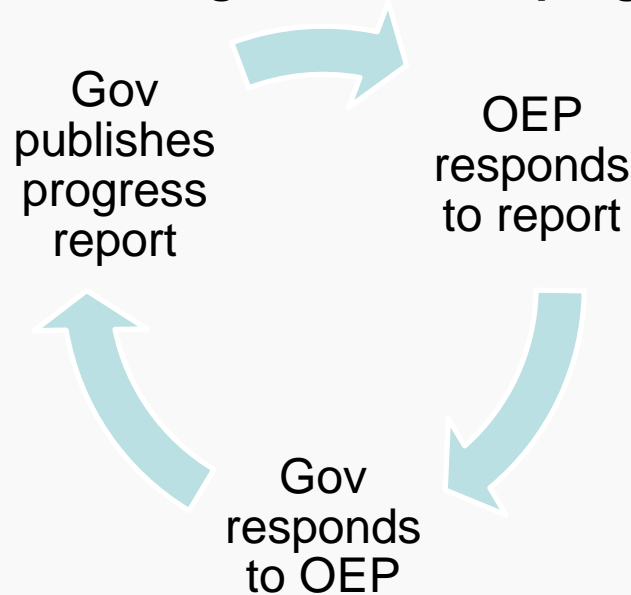 Gov
publishes
progress
report
OEP
responds
to report
Gov
responds
to OEP